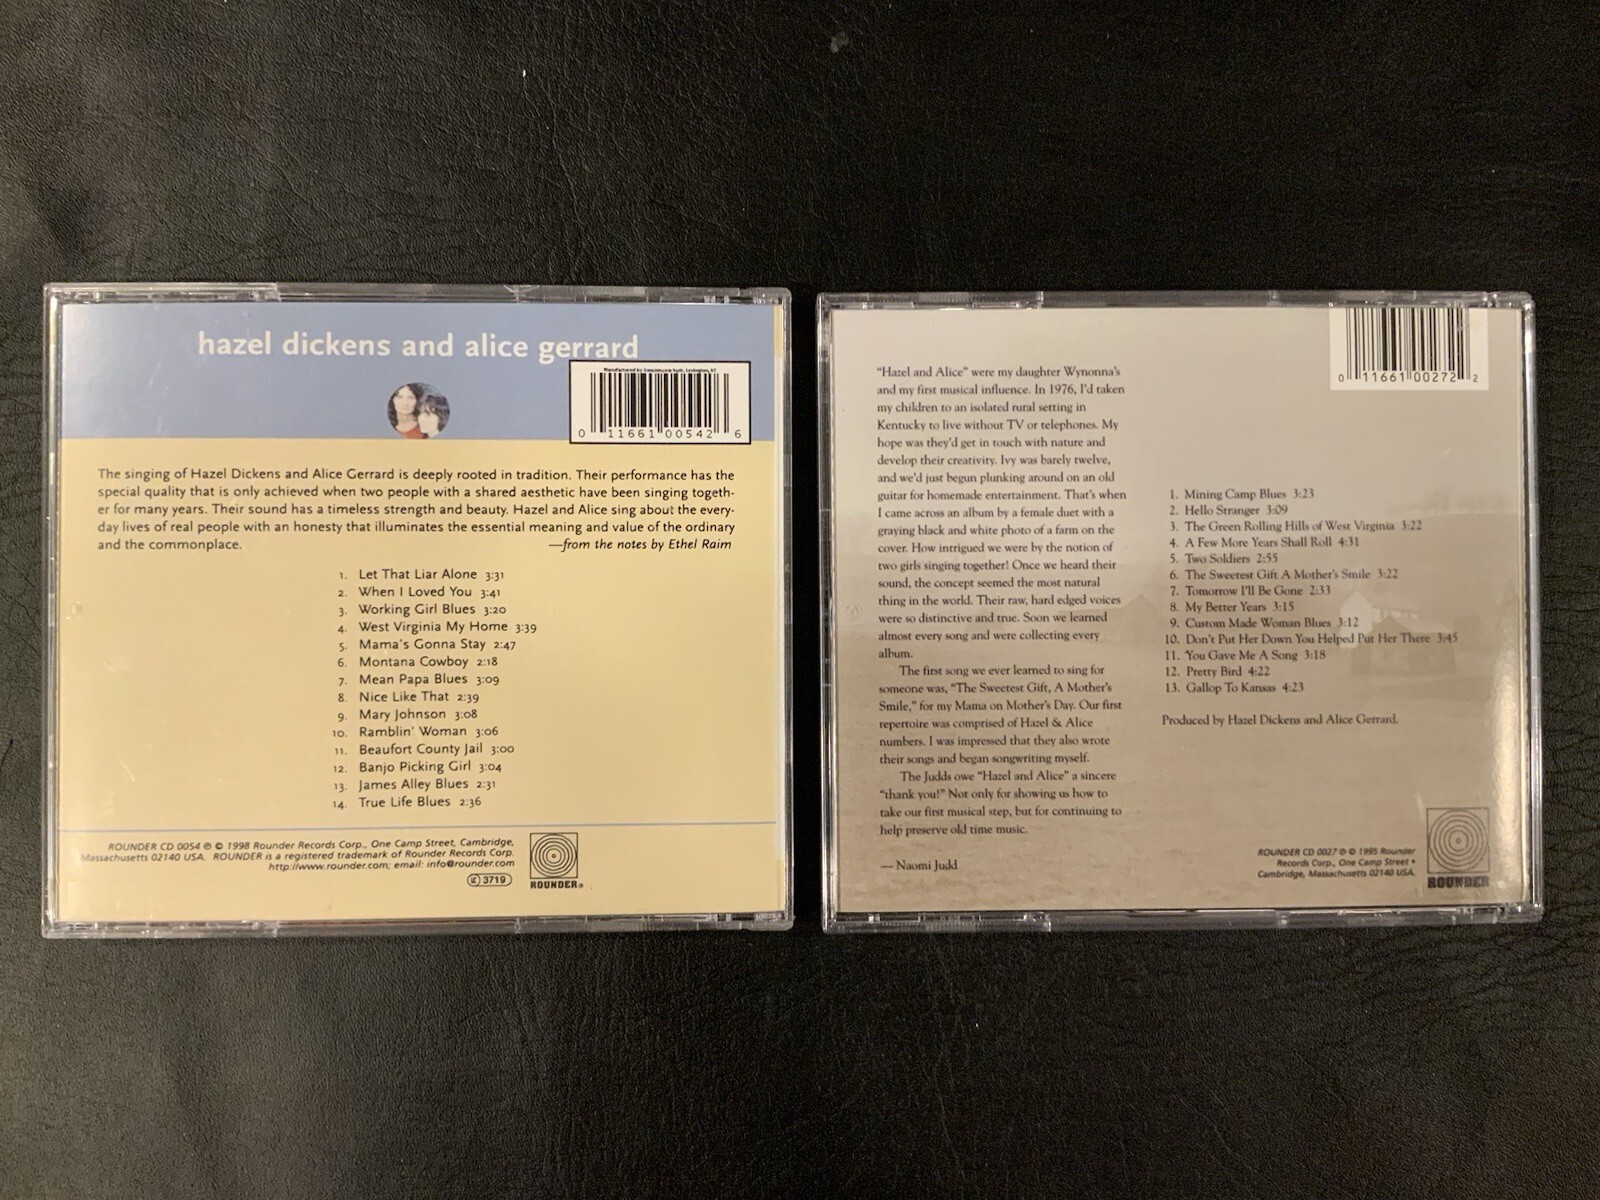 hazel dickens and alice gerrard
0 11661 00542 6
The singing of Hazel Dickens and Alice Gerrard is deeply rooted in tradition. Their performance has the
special quality that is only achieved when two people with a shared aesthetic have been singing togeth-
er for many years. Their sound has a timeless strength and beauty. Hazel and Alice sing about the every-
day lives of real people with an honesty that illuminates the essential meaning and value of the ordinary
and the commonplace. —from the notes by Ethel Raim
1. Let That Liar Alone 3:31
2. When I Loved You 3:41
3. Working Girl Blues 3:20
4. West Virginia My Home 3:39
5. Mama's Gonna Stay 2:47
6. Montana Cowboy 2:18
7. Mean Papa Blues 3:09
8. Nice Like That 2:39
9. Mary Johnson 3:08
10. Ramblin' Woman 3:06
11. Beaufort County Jail 3:00
12. Banjo Picking Girl 3:04
13. James Alley Blues 2:31
14. True Life Blues 2:36
ROUNDER CD 0054 ℗ © 1998 Rounder Records Corp., One Camp Street, Cambridge,
Massachusetts 02140 USA. ROUNDER is a registered trademark of Rounder Records Corp.
http://www.rounder.com; email: info@rounder.com
3719
ROUNDER®
0 11661 00272 2
"Hazel and Alice" were my daughter Wynonna's
and my first musical influence. In 1976, I'd taken
my children to an isolated rural setting in
Kentucky to live without TV or telephones. My
hope was they'd get in touch with nature and
develop their creativity. Ivy was barely twelve,
and we'd just begun plunking around on an old
guitar for homemade entertainment. That's when
I came across an album by a female duet with a
graying black and white photo of a farm on the
cover. How intrigued we were by the notion of
two girls singing together! Once we heard their
sound, the concept seemed the most natural
thing in the world. Their raw, hard edged voices
were so distinctive and true. Soon we learned
almost every song and were collecting every
album.
The first song we ever learned to sing for
someone was, "The Sweetest Gift, A Mother's
Smile," for my Mama on Mother's Day. Our first
repertoire was comprised of Hazel & Alice
numbers. I was impressed that they also wrote
their songs and began songwriting myself.
The Judds owe "Hazel and Alice" a sincere
"thank you!" Not only for showing us how to
take our first musical step, but for continuing to
help preserve old time music.
— Naomi Judd
1. Mining Camp Blues 3:23
2. Hello Stranger 3:09
3. The Green Rolling Hills of West Virginia 3:22
4. A Few More Years Shall Roll 4:31
5. Two Soldiers 2:55
6. The Sweetest Gift A Mother's Smile 3:22
7. Tomorrow I'll Be Gone 2:33
8. My Better Years 3:15
9. Custom Made Woman Blues 3:12
10. Don't Put Her Down You Helped Put Her There 3:45
11. You Gave Me A Song 3:18
12. Pretty Bird 4:22
13. Gallop To Kansas 4:23
Produced by Hazel Dickens and Alice Gerrard.
ROUNDER CD 0027 ℗ © 1995 Rounder
Records Corp., One Camp Street •
Cambridge, Massachusetts 02140 USA.
ROUNDER